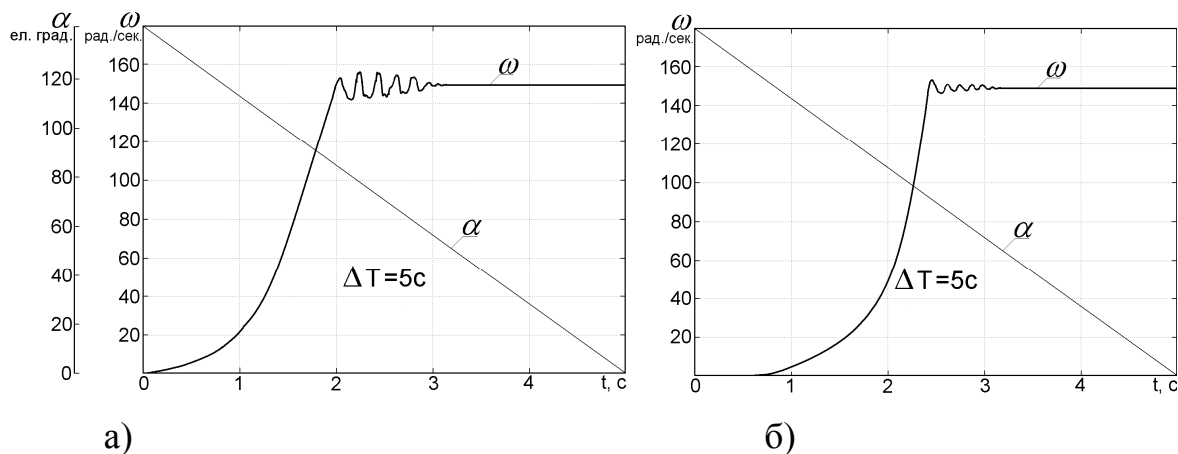 α ω ω
ел. град. рад./сек. рад./сек.
160 160
120 ω ω
140 140
100 120 120
80 100 100
60 80 80
α α
60 60
40 ΔT=5c ΔT=5c
40 40
20 20 20
0 0 1 2 3 4 t, c 0 1 2 3 4 t, c
а) б)